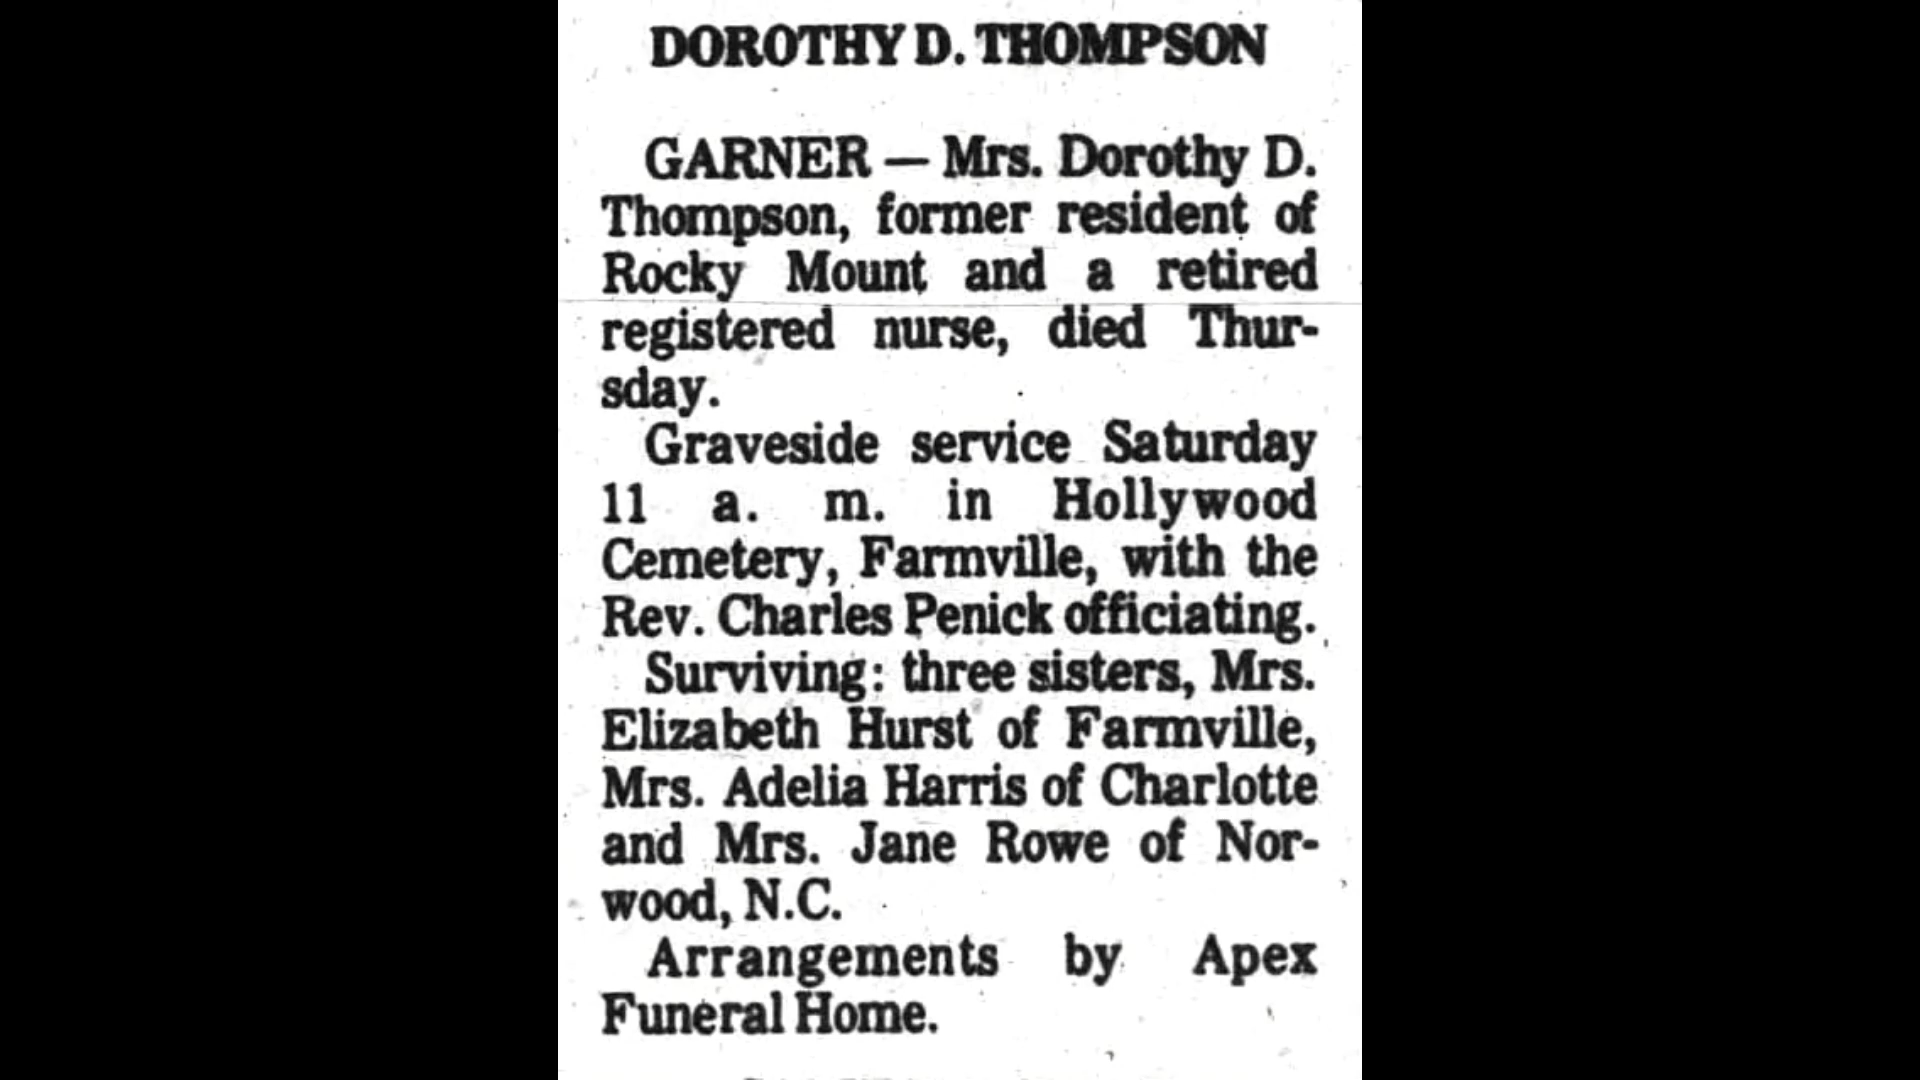 DOROTHY D. THOMPSON
GARNER — Mrs. Dorothy D.
Thompson, former resident of
Rocky Mount and a retired
registered nurse, died Thur-
sday.
Graveside service Saturday
11 a. m. in Hollywood
Cemetery, Farmville, with the
Rev. Charles Penick officiating.
Surviving: three sisters, Mrs.
Elizabeth Hurst of Farmville,
Mrs. Adelia Harris of Charlotte
and Mrs. Jane Rowe of Nor-
wood, N.C.
Arrangements by Apex
Funeral Home.